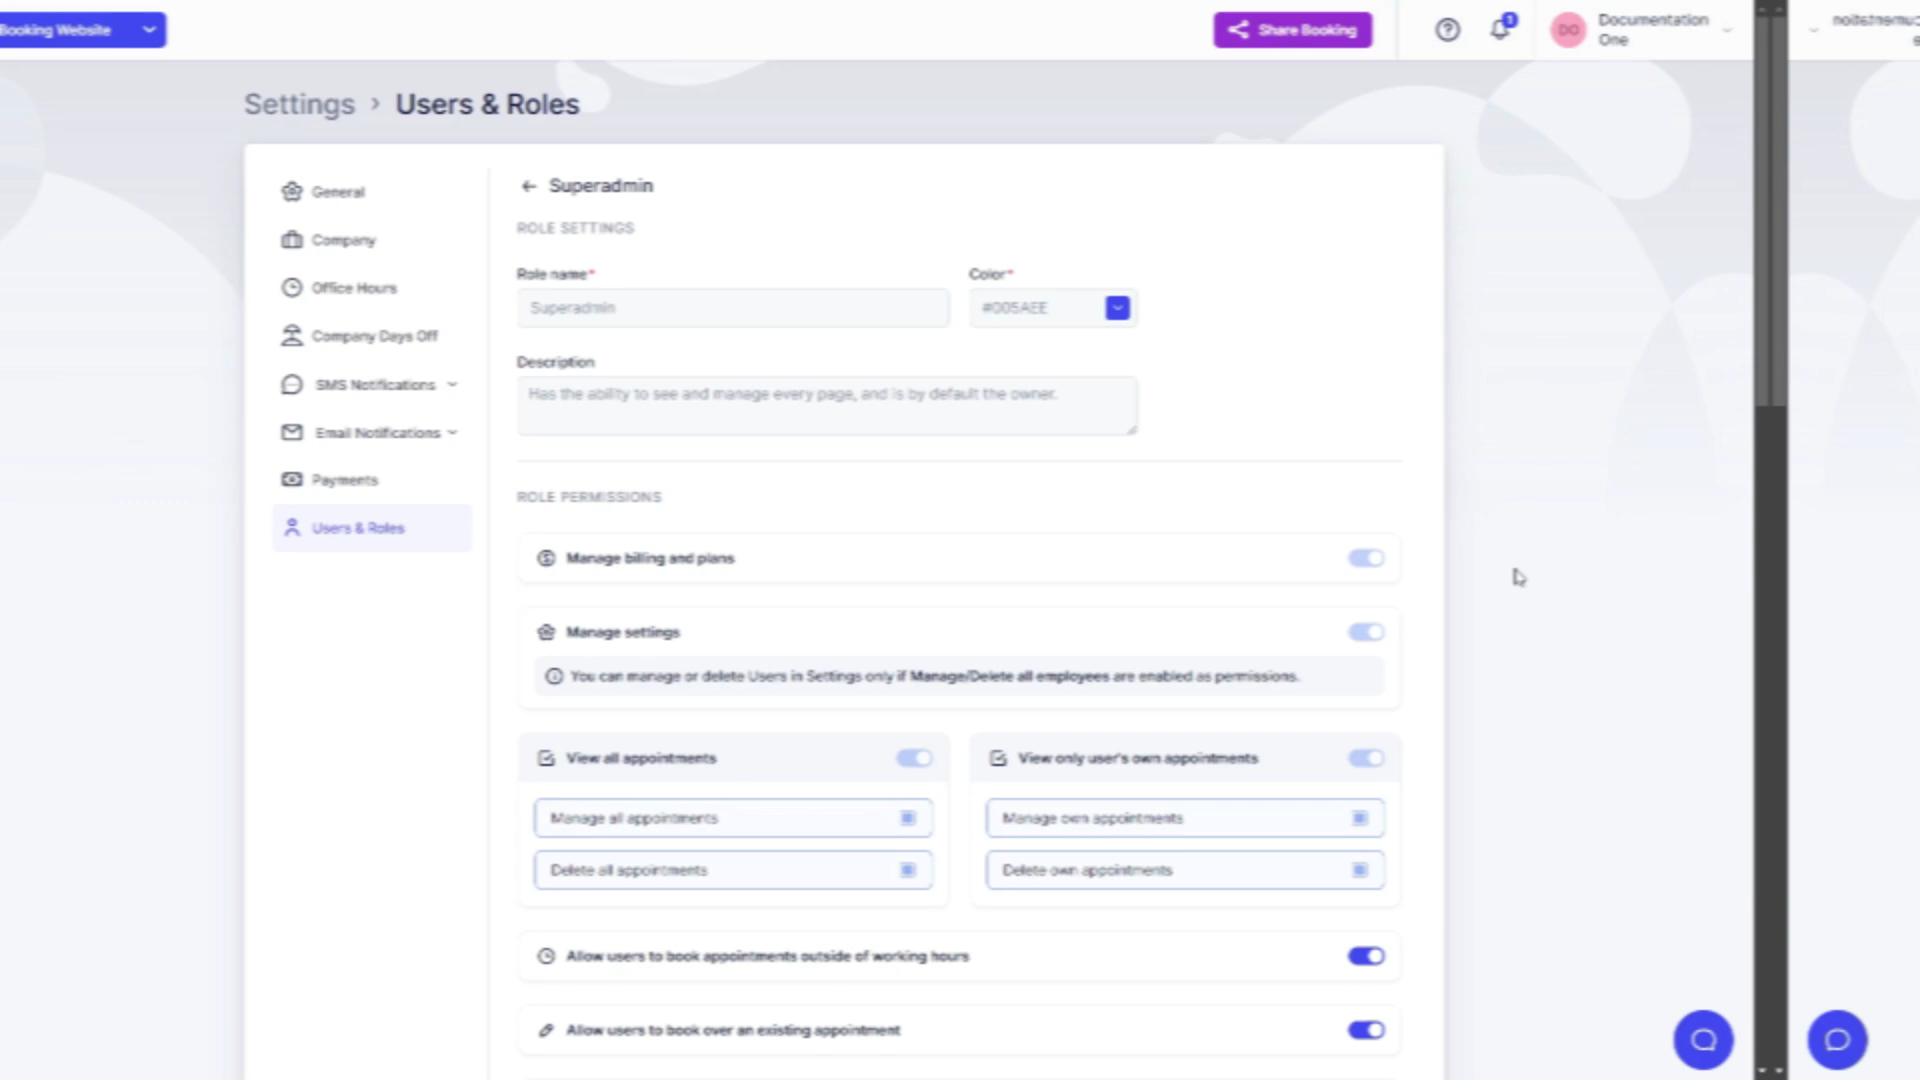 Booking Website
Share Booking
1
DO
Documentation
One
Settings > Users & Roles
General
Company
Office Hours
Company Days Off
SMS Notifications
Email Notifications
Payments
Users & Roles
Superadmin
ROLE SETTINGS
Role name*
Color*
Superadmin
#005AEE
Description
Has the ability to see and manage every page, and is by default the owner.
ROLE PERMISSIONS
Manage billing and plans
Manage settings
You can manage or delete Users in Settings only if Manage/Delete all employees are enabled as permissions.
View all appointments
View only user's own appointments
Manage all appointments
Manage own appointments
Delete all appointments
Delete own appointments
Allow users to book appointments outside of working hours
Allow users to book over an existing appointment